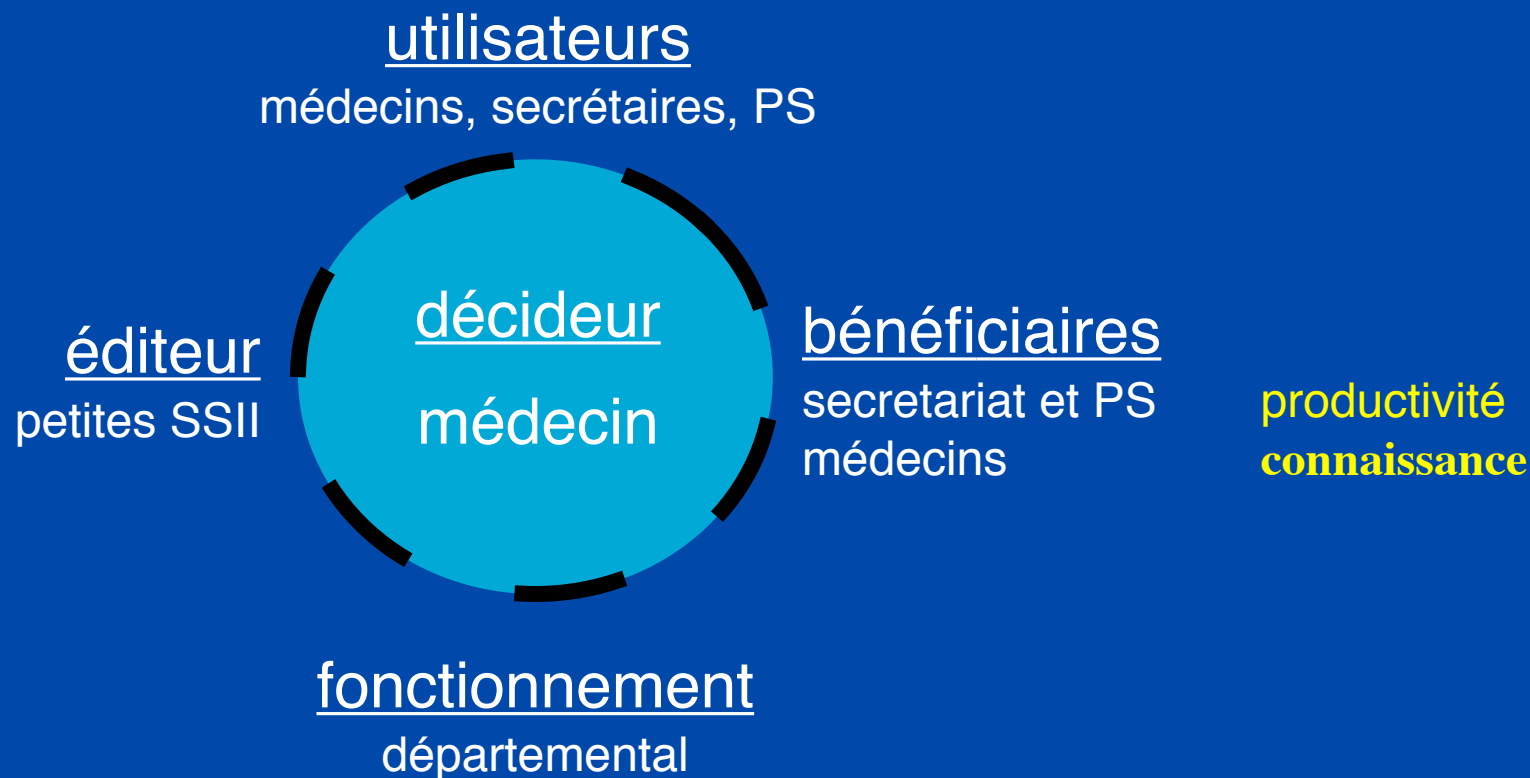 utilisateurs
médecins, secrétaires, PS
décideur
médecin
éditeur
petites SSII
bénéficiaires
secretariat et PS productivité
médecins connaissance
fonctionnement
départemental